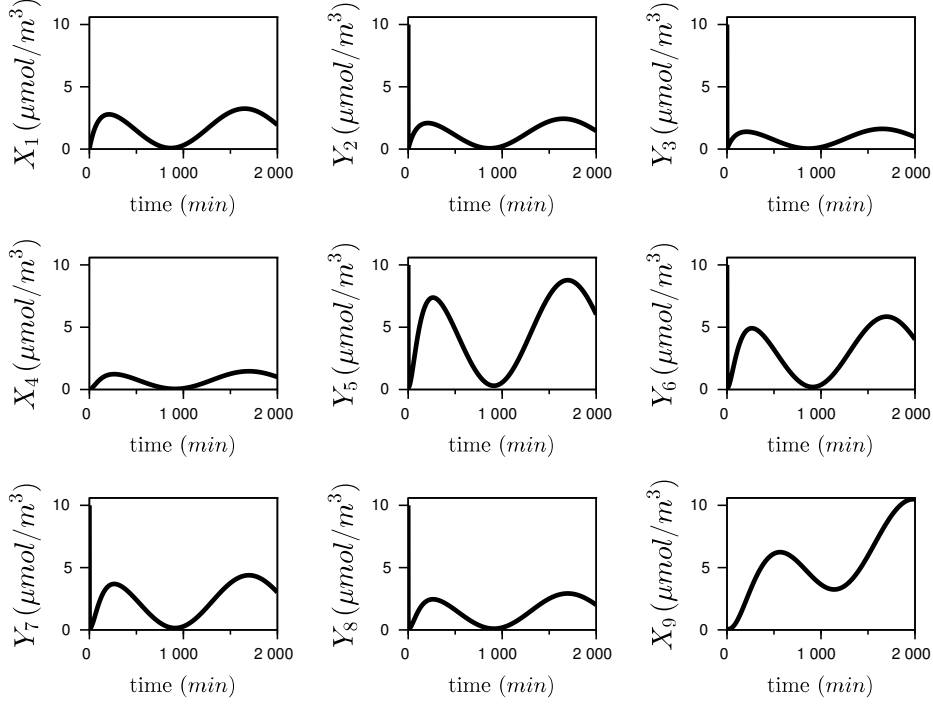 10
5
0
X₁ (μmol/m³)
0 1 000 2 000
time (min)
10
5
0
Y₂ (μmol/m³)
0 1 000 2 000
time (min)
10
5
0
Y₃ (μmol/m³)
0 1 000 2 000
time (min)
10
5
0
X₄ (μmol/m³)
0 1 000 2 000
time (min)
10
5
0
Y₅ (μmol/m³)
0 1 000 2 000
time (min)
10
5
0
Y₆ (μmol/m³)
0 1 000 2 000
time (min)
10
5
0
Y₇ (μmol/m³)
0 1 000 2 000
time (min)
10
5
0
Y₈ (μmol/m³)
0 1 000 2 000
time (min)
10
5
0
X₉ (μmol/m³)
0 1 000 2 000
time (min)